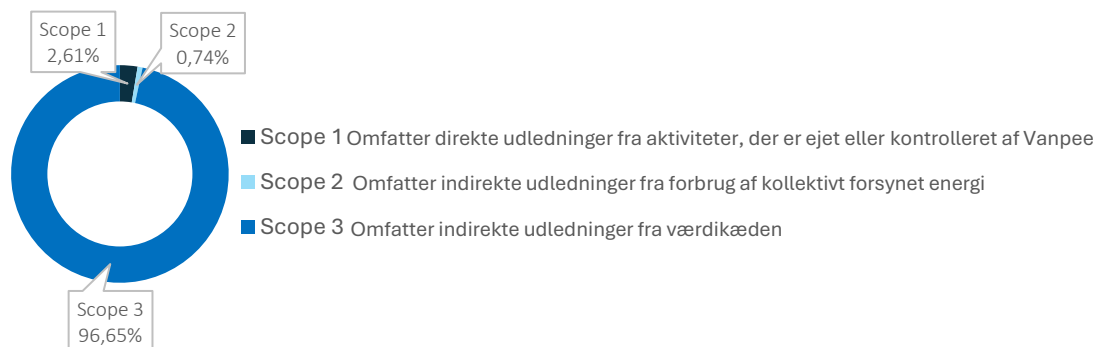 Scope 1
2,61%
Scope 2
0,74%
Scope 1 Omfatter direkte udledninger fra aktiviteter, der er ejet eller kontrolleret af Vanpee
Scope 2 Omfatter indirekte udledninger fra forbrug af kollektivt forsynet energi
Scope 3 Omfatter indirekte udledninger fra værdikæden
Scope 3
96,65%